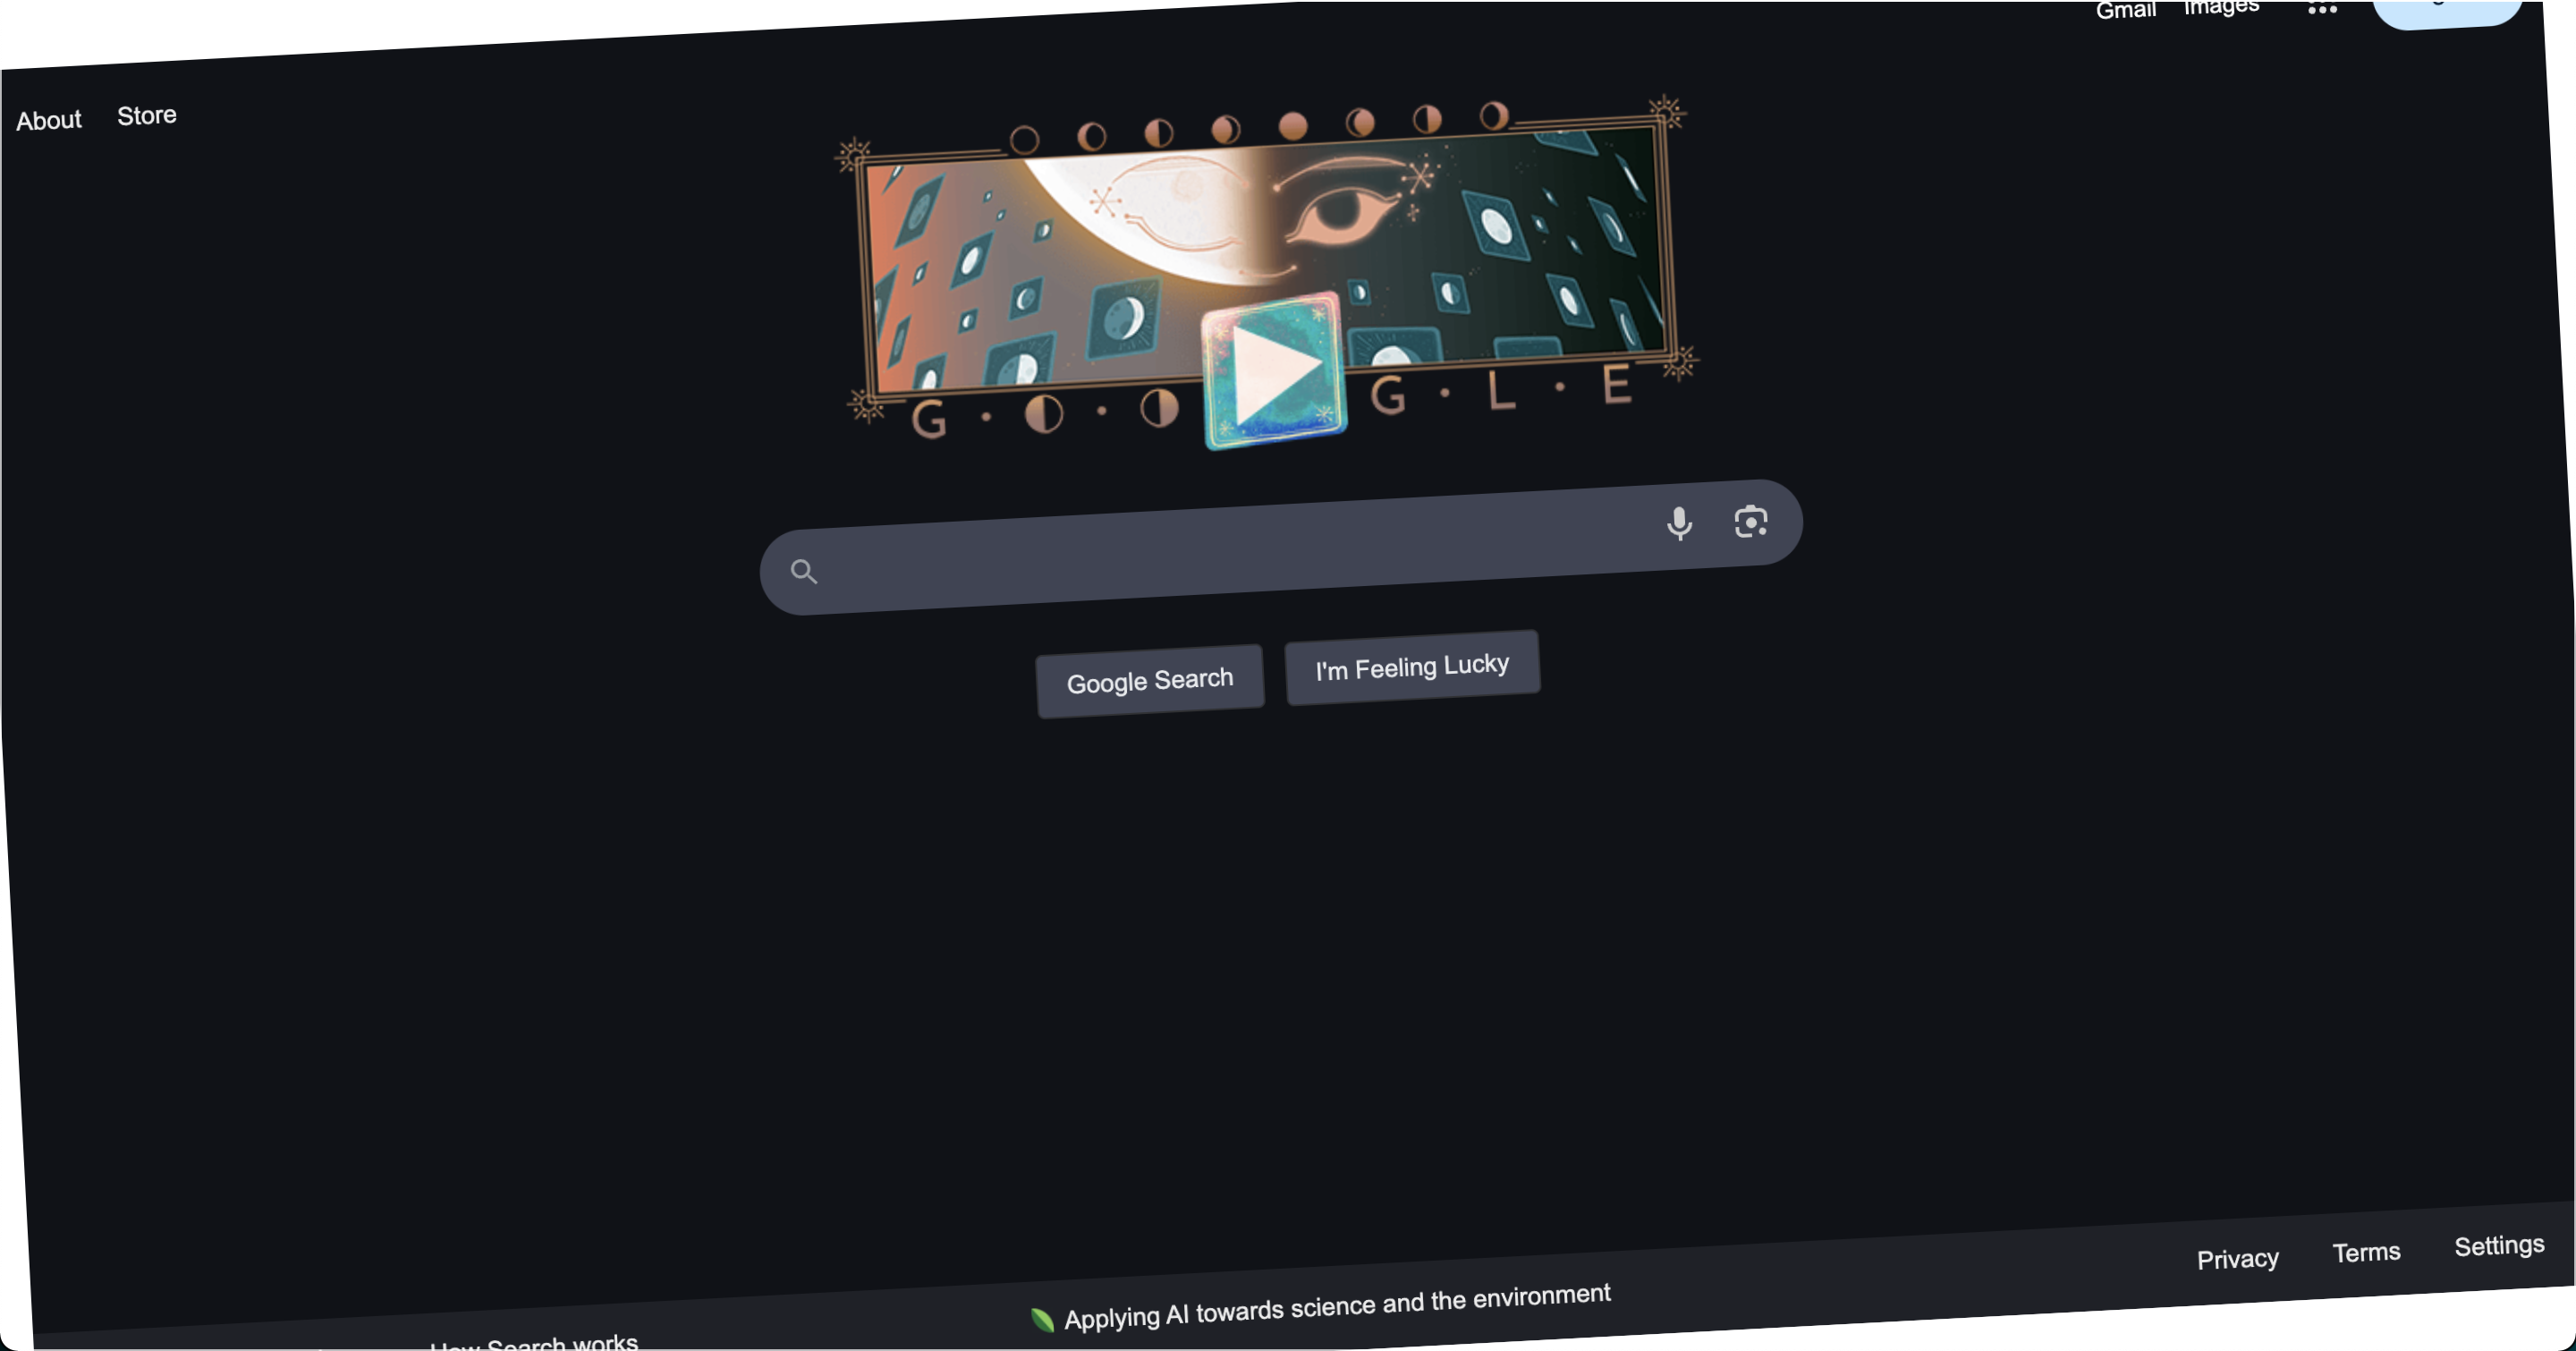 Gmail Images
About Store
G · O · O G · L · E
Google Search I'm Feeling Lucky
Privacy Terms Settings
Applying AI towards science and the environment
How Search works